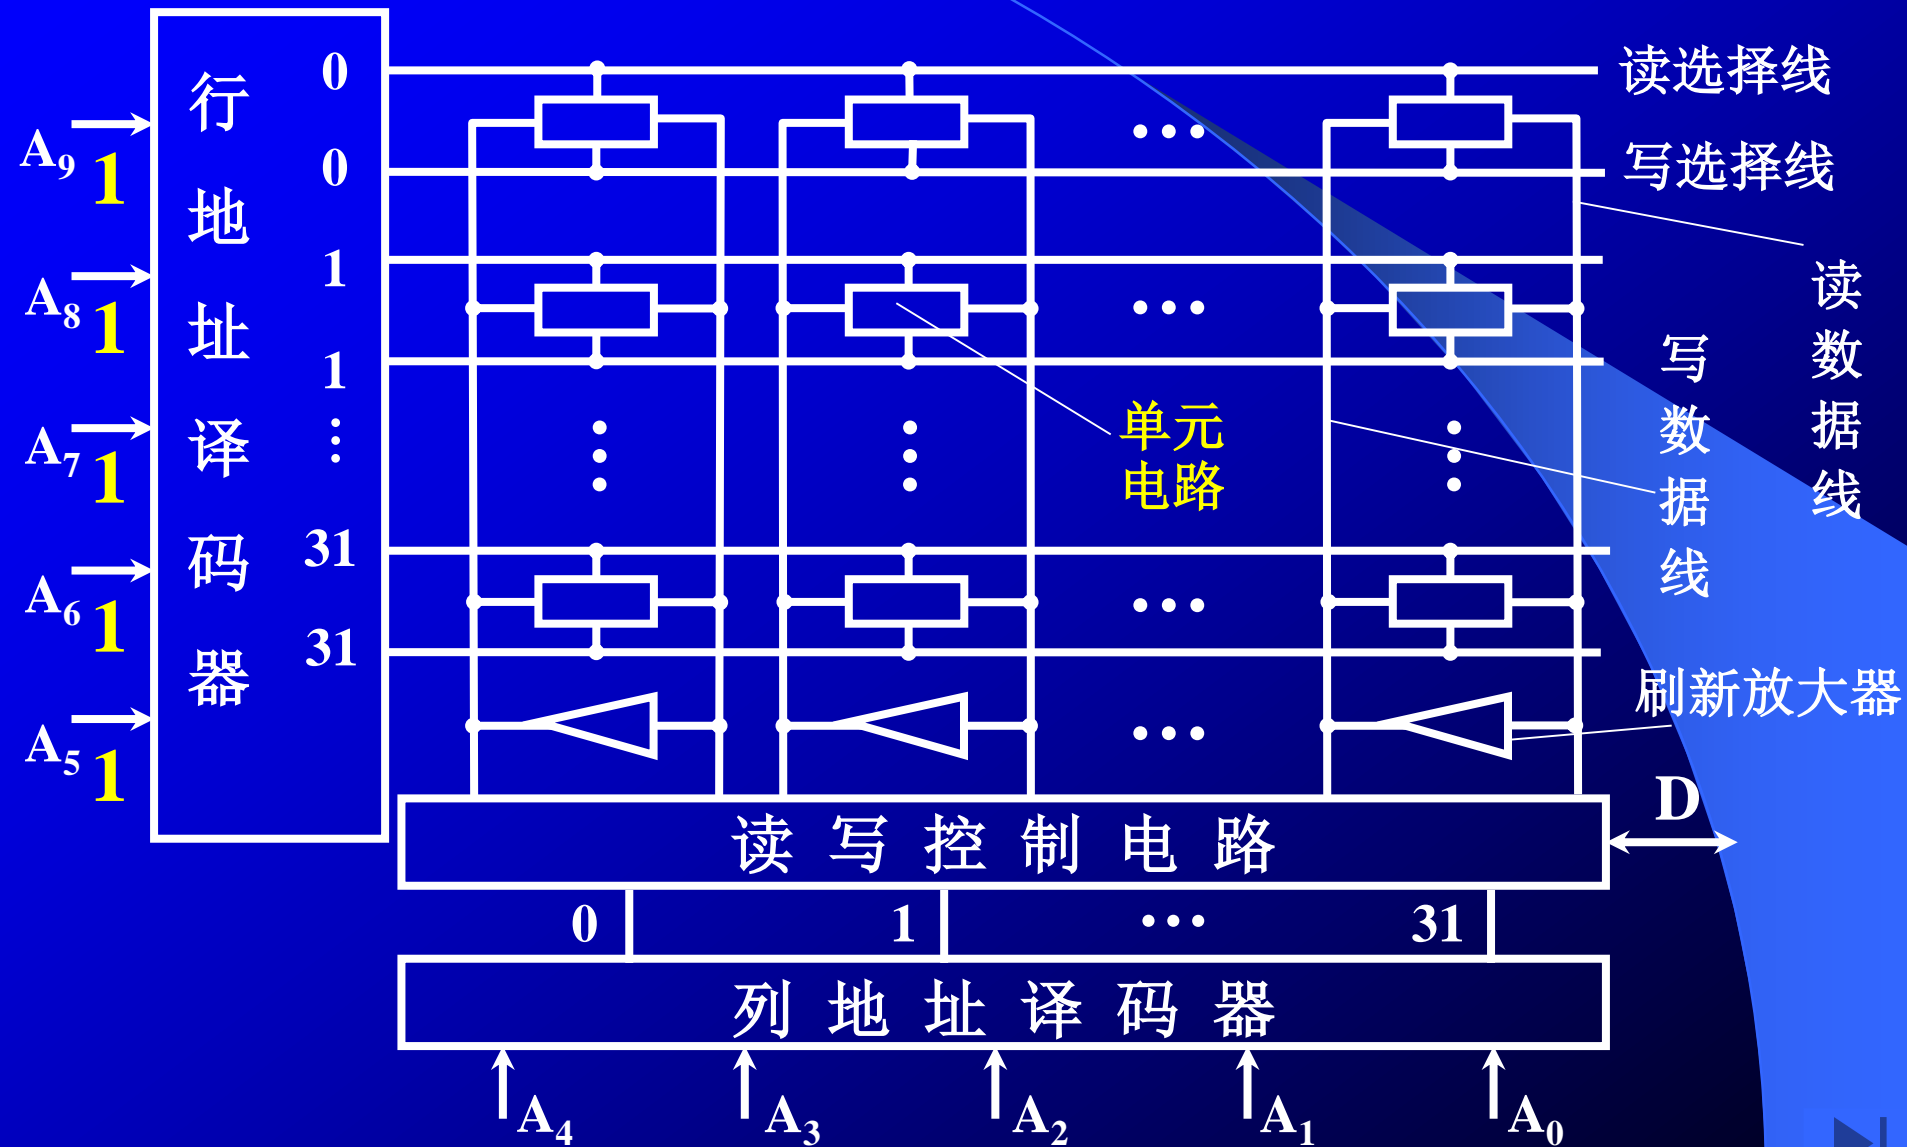 行地址译码器
0
0
1
1
⋮
31
31
A9 1
A8 1
A7 1
A6 1
A5 1
读选择线
写选择线
…
…
单元
电路
读数据线
写数据线
…
刷新放大器
…
D
读写控制电路
0 1 … 31
列地址译码器
A4 A3 A2 A1 A0